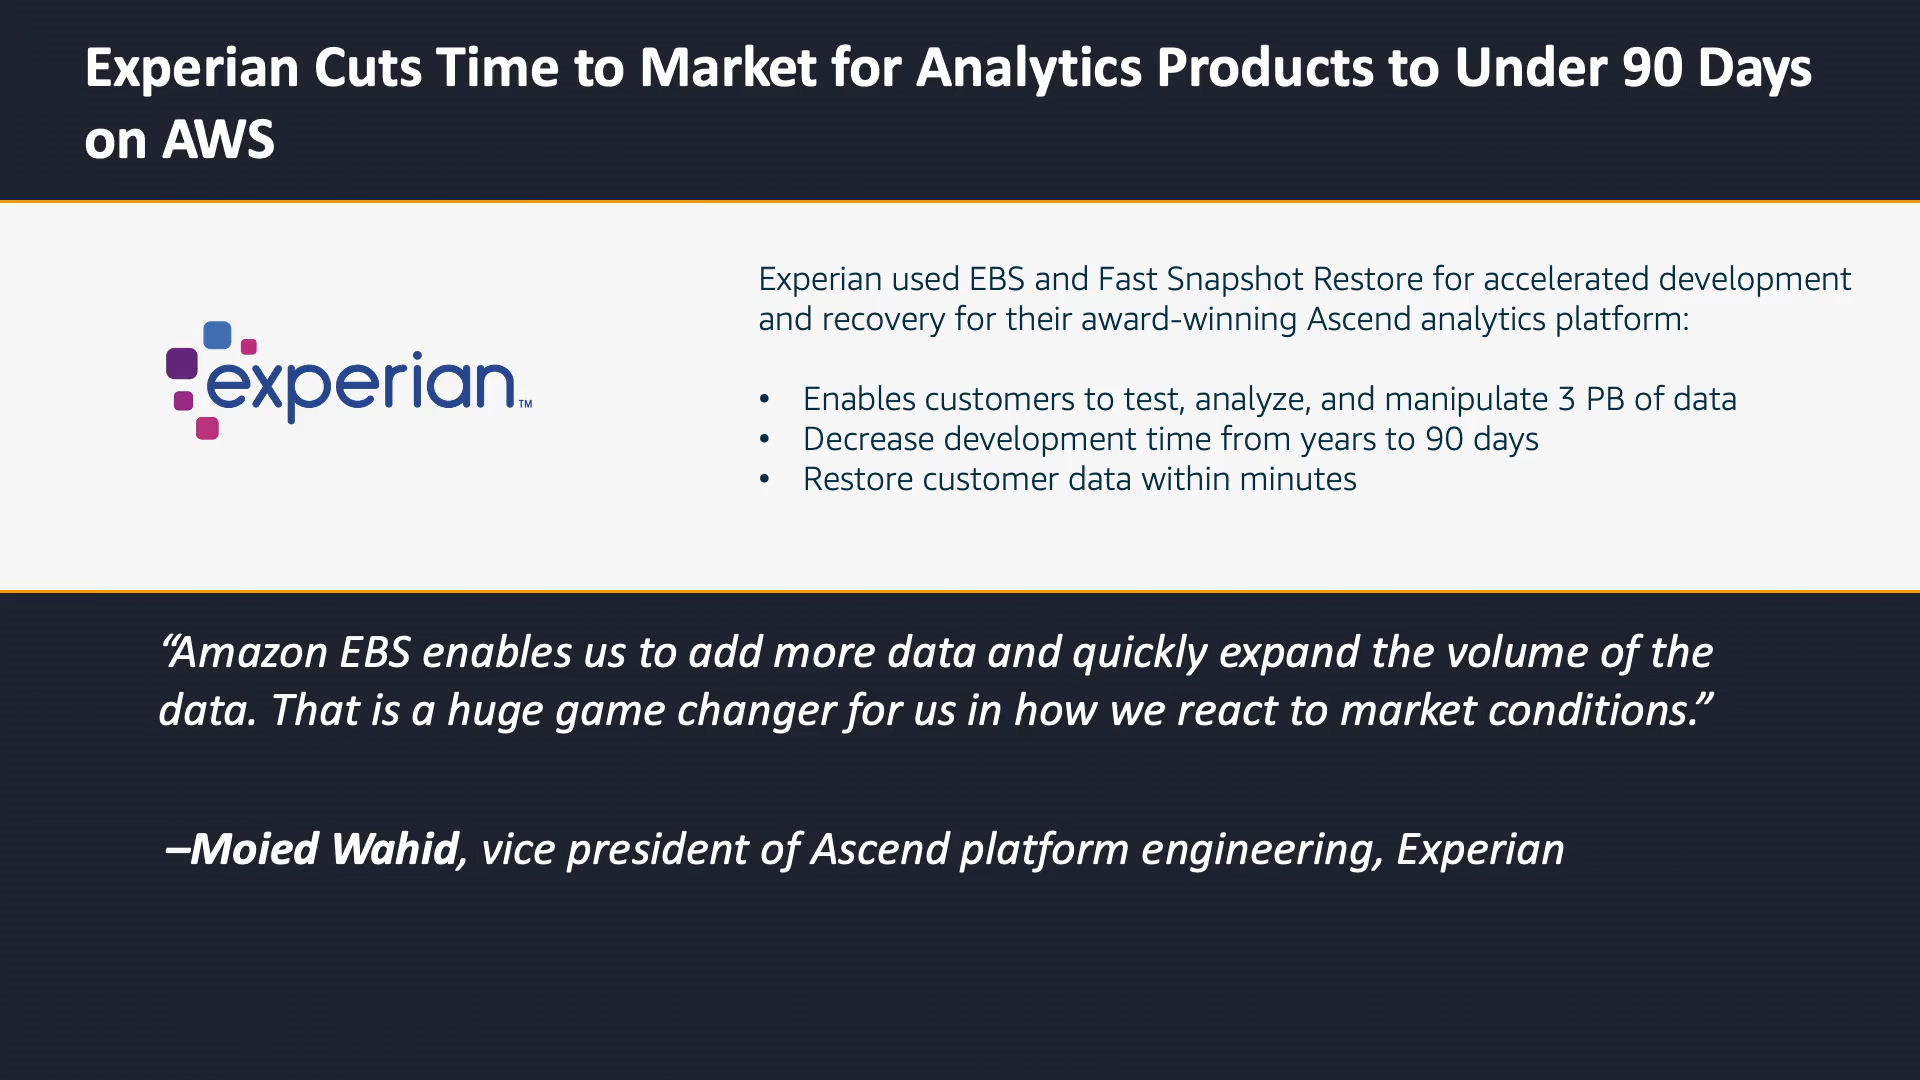 Experian Cuts Time to Market for Analytics Products to Under 90 Days
on AWS
experian™
Experian used EBS and Fast Snapshot Restore for accelerated development
and recovery for their award-winning Ascend analytics platform:
• Enables customers to test, analyze, and manipulate 3 PB of data
• Decrease development time from years to 90 days
• Restore customer data within minutes
“Amazon EBS enables us to add more data and quickly expand the volume of the
data. That is a huge game changer for us in how we react to market conditions.”
–Moied Wahid, vice president of Ascend platform engineering, Experian